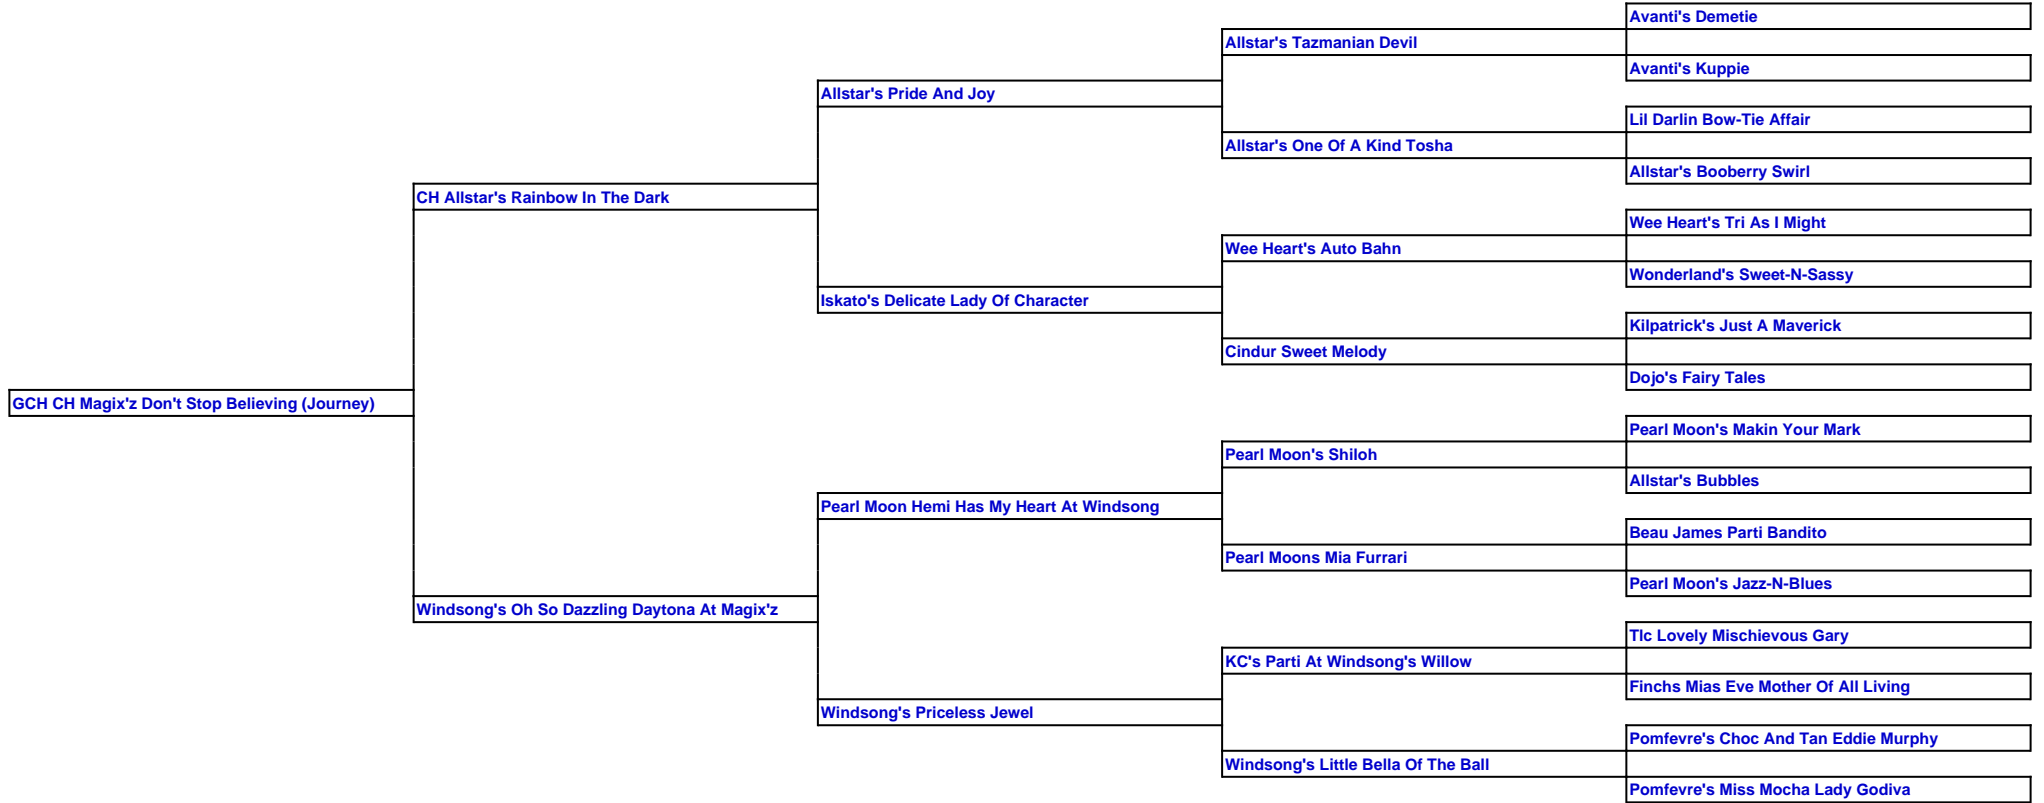 Avanti's Demetie
Allstar's Tazmanian Devil
Avanti's Kuppie
Allstar's Pride And Joy
Lil Darlin Bow-Tie Affair
Allstar's One Of A Kind Tosha
Allstar's Booberry Swirl
CH Allstar's Rainbow In The Dark
Wee Heart's Tri As I Might
Wee Heart's Auto Bahn
Wonderland's Sweet-N-Sassy
Iskato's Delicate Lady Of Character
Kilpatrick's Just A Maverick
Cindur Sweet Melody
Dojo's Fairy Tales
GCH CH Magix'z Don't Stop Believing (Journey)
Pearl Moon's Makin Your Mark
Pearl Moon's Shiloh
Allstar's Bubbles
Pearl Moon Hemi Has My Heart At Windsong
Beau James Parti Bandito
Pearl Moons Mia Furrari
Pearl Moon's Jazz-N-Blues
Windsong's Oh So Dazzling Daytona At Magix'z
Tlc Lovely Mischievous Gary
KC's Parti At Windsong's Willow
Finchs Mias Eve Mother Of All Living
Windsong's Priceless Jewel
Pomfevre's Choc And Tan Eddie Murphy
Windsong's Little Bella Of The Ball
Pomfevre's Miss Mocha Lady Godiva